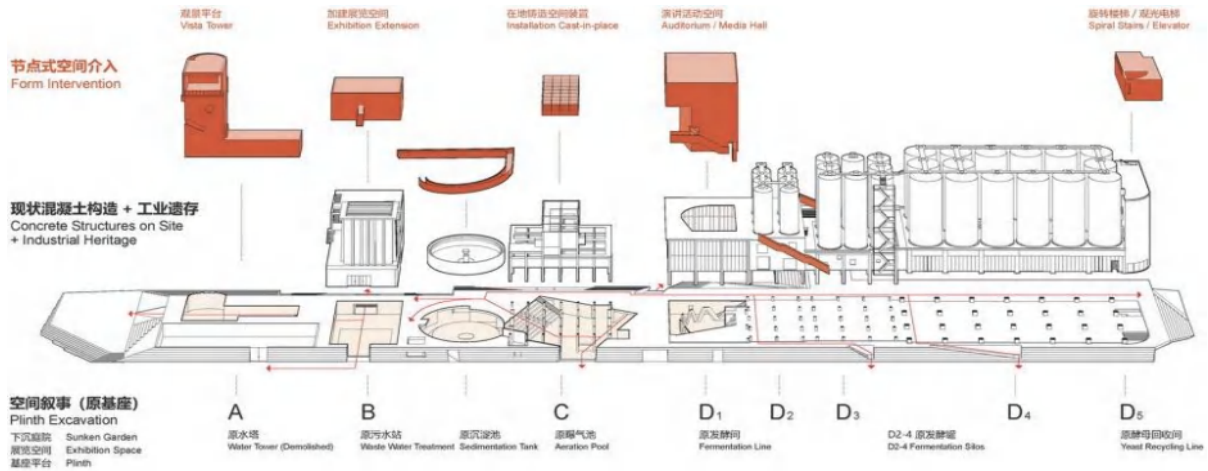 观景平台
Vista Tower
加建展览空间
Exhibition Extension
在地铸造空间装置
Installation Cast-in-place
演讲活动空间
Auditorium / Media Hall
旋转楼梯 / 观光电梯
Spiral Stairs / Elevator
节点式空间介入
Form Intervention
现状混凝土构造 + 工业遗存
Concrete Structures on Site
+ Industrial Heritage
空间叙事（原基座）
Plinth Excavation
下沉庭院 Sunken Garden
展览空间 Exhibition Space
基座平台 Plinth
A
原水塔
Water Tower (Demolished)
B
原污水站
Waste Water Treatment
原沉淀池
Sedimentation Tank
C
原曝气池
Aeration Pool
D1
原发酵间
Fermentation Line
D2
D3
D2-4 原发酵罐
D2-4 Fermentation Silos
D4
D5
原酵母回收间
Yeast Recycling Line